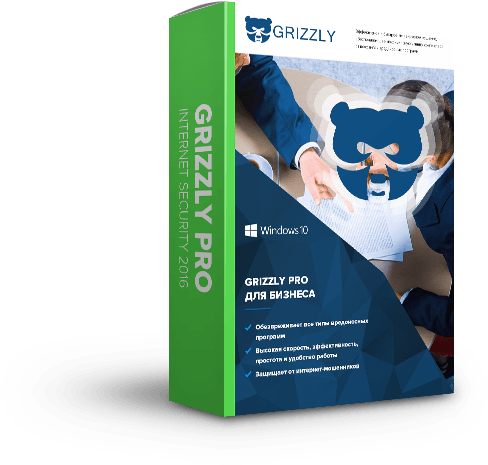 GRIZZLY PRO
INTERNET SECURITY 2016
GRIZZLY
Windows 10
GRIZZLY PRO
ДЛЯ БИЗНЕСА
Обезвреживает все типы вредоносных
программ
Высокая скорость, эффективность,
простота и удобство работы
Защищает от интернет-мошенников